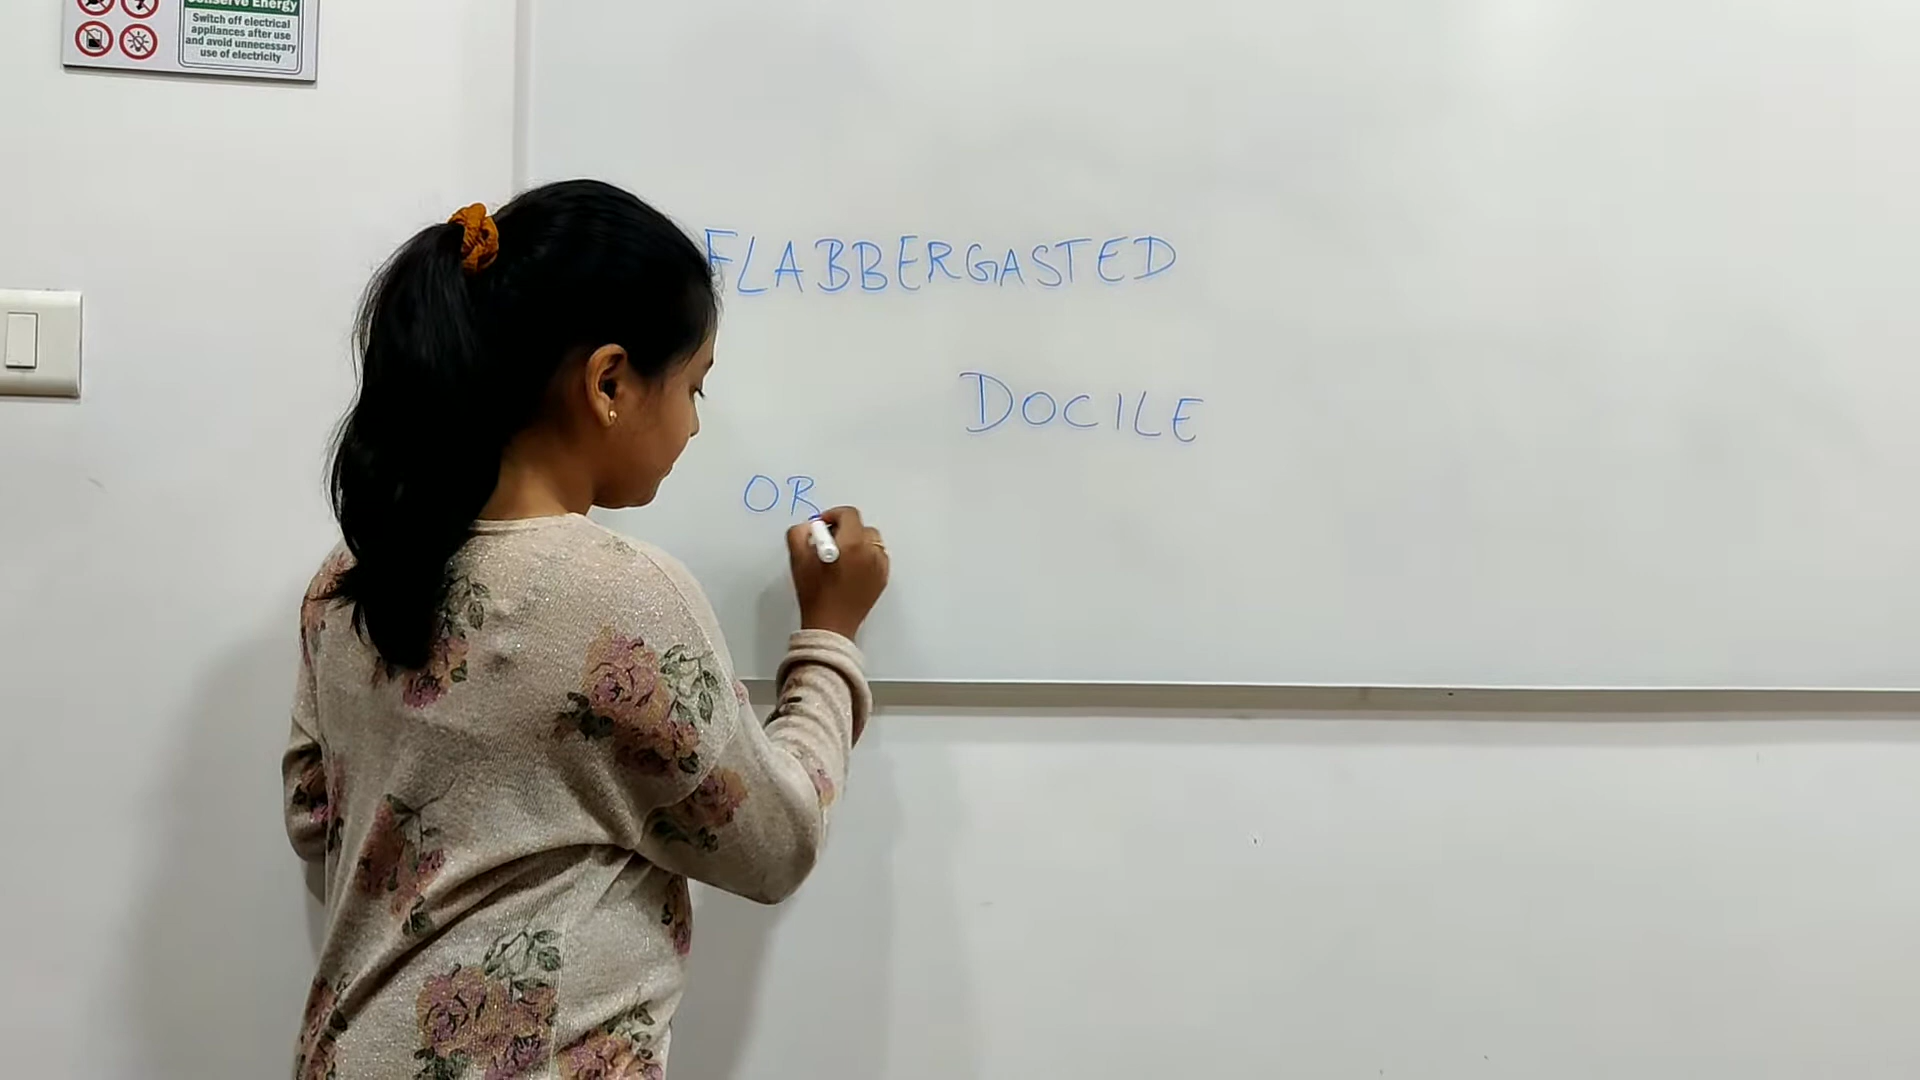 Conserve Energy
Switch off electrical
appliances after use
and avoid unnecessary
use of electricity
FLABBERGASTED
DOCILE
OR